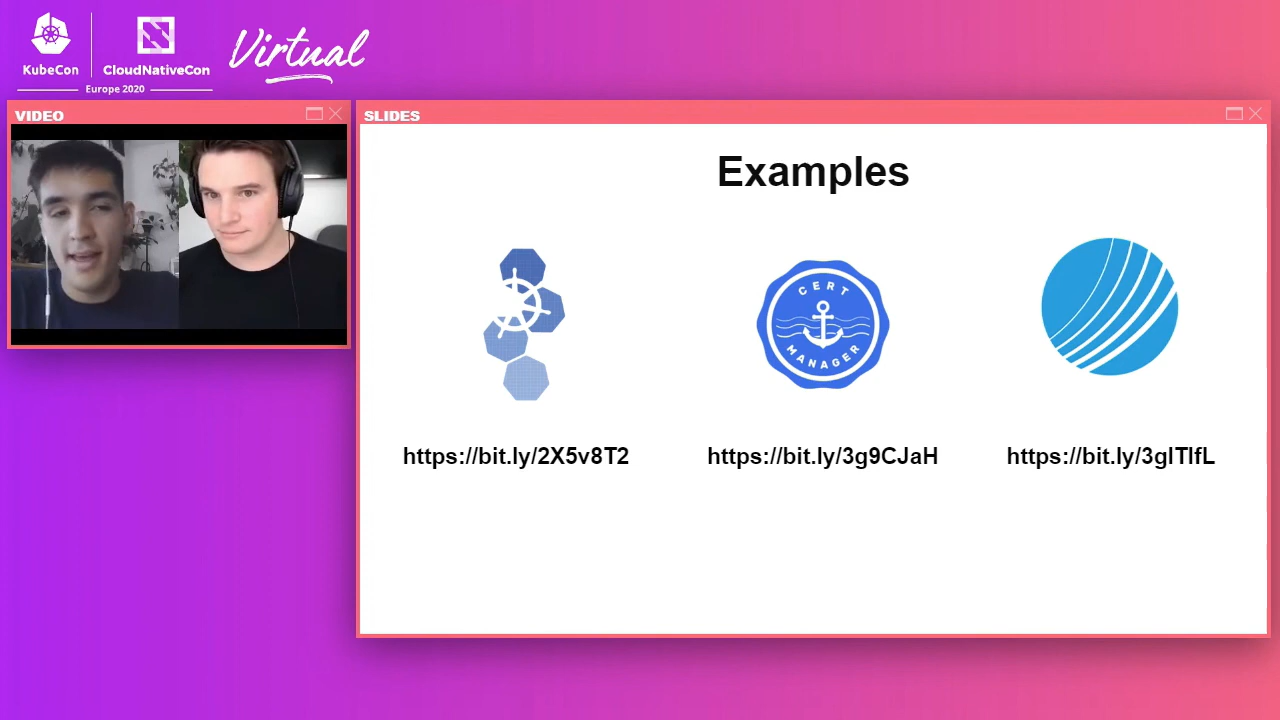 KubeCon
CloudNativeCon
Europe 2020
Virtual
VIDEO
SLIDES
Examples
CERT
MANAGER
https://bit.ly/2X5v8T2
https://bit.ly/3g9CJaH
https://bit.ly/3gITlfL